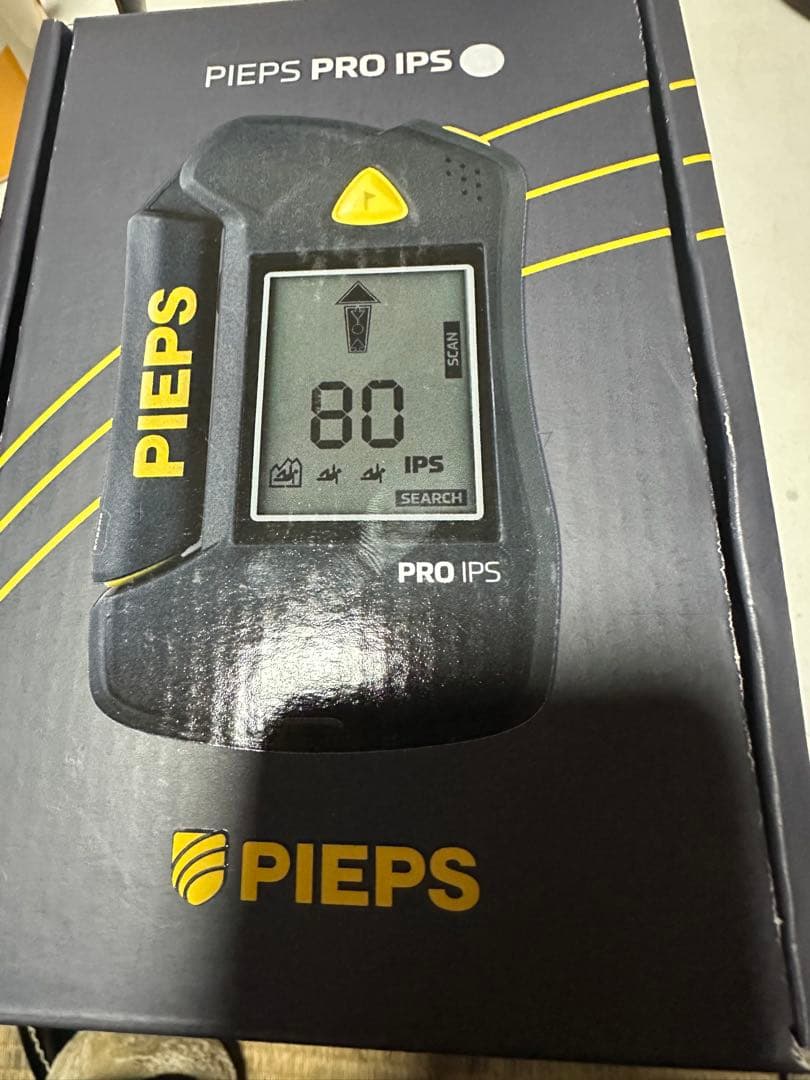 PIEPS PRO IPS
PIEPS
SCAN
80
IPS
SEARCH
PRO IPS
PIEPS